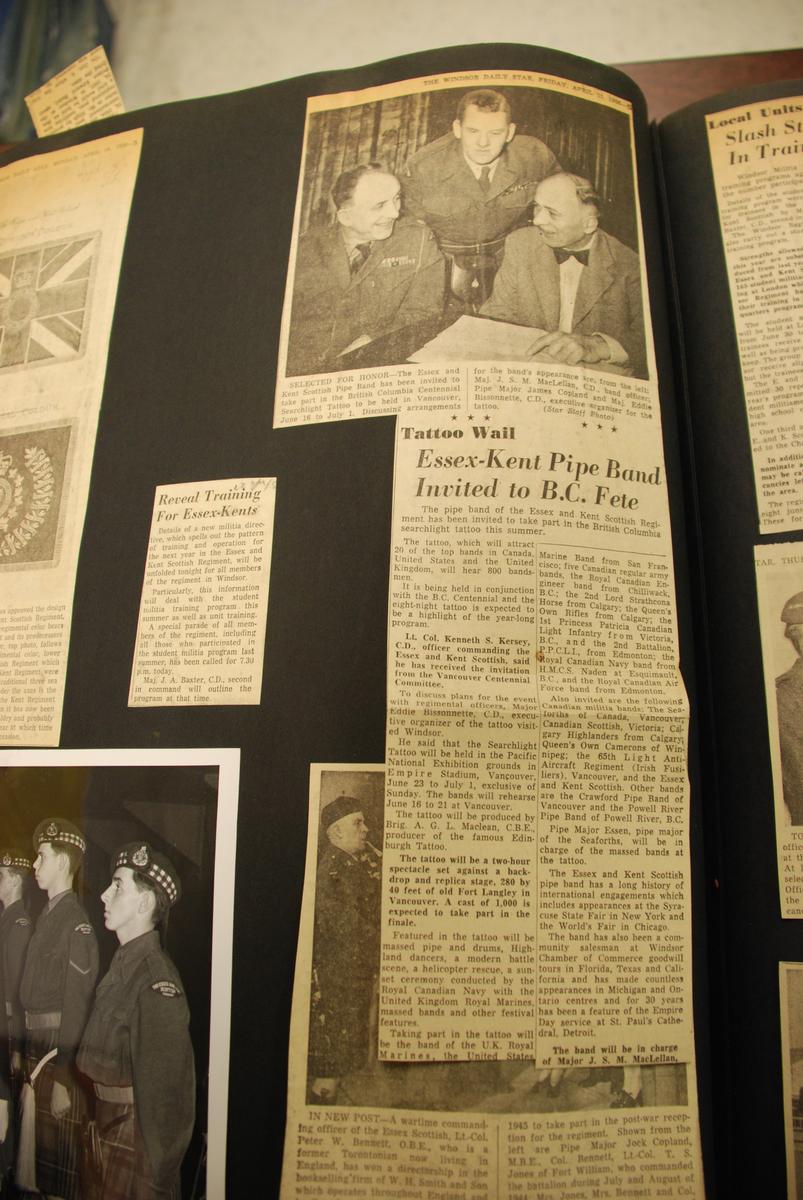 THE WINDSOR DAILY STAR, FRIDAY, APRIL
SELECTED FOR HONOR—The Essex and
Kent Scottish Pipe Band has been invited to
take part in the British Columbia Centennial
Searchlight Tattoo to be held in Vancouver,
June 16 to July 1. Discussing arrangements
for the band's appearance are, from the left:
Maj. J. S. M. MacLellan, C.D., band officer;
Pipe Major James Copland and Maj. Eddie
Bissonnette, C.D., executive organizer for the
tattoo.
(Star Staff Photo)
Tattoo Wail
Essex-Kent Pipe Band
Invited to B.C. Fete
The pipe band of the Essex and Kent Scottish Regi-
ment has been invited to take part in the British Columbia
searchlight tattoo this summer.
The tattoo, which will attract
20 of the top bands in Canada,
United States and the United
Kingdom, will hear 800 bands-
men.
It is being held in conjunction
with the B.C. Centennial and the
eight-night tattoo is expected to
be a highlight of the year-long
program.
Lt. Col. Kenneth S. Kersey,
C.D., officer commanding the
Essex and Kent Scottish, said
he has received the invitation
from the Vancouver Centennial
Committee.
To discuss plans for the event
with regimental officers, Major
Eddie Bissonnette, C.D., execu-
tive organizer of the tattoo visit-
ed Windsor.
He said that the Searchlight
Tattoo will be held in the Pacific
National Exhibition grounds in
Empire Stadium, Vancouver,
June 23 to July 1, exclusive of
Sunday. The bands will rehearse
June 16 to 21 at Vancouver.
The tattoo will be produced by
Brig. A. G. L. Maclean, C.B.E.,
producer of the famous Edin-
burgh Tattoo.
The tattoo will be a two-hour
spectacle set against a back-
drop and replica stage, 280 by
40 feet of old Fort Langley in
Vancouver. A cast of 1,000 is
expected to take part in the
finale.
Featured in the tattoo will be
massed pipe and drums, High-
land dancers, a modern battle
scene, a helicopter rescue, a sun-
set ceremony conducted by the
Royal Canadian Navy with the
United Kingdom Royal Marines,
massed bands and other festival
features.
Taking part in the tattoo will
be the band of the U.K. Royal
Marines, the United States
Marine Band from San Fran-
cisco; five Canadian regular army
bands, the Royal Canadian En-
gineer band from Chilliwack,
B.C.; the 2nd Lord Strathcona
Horse from Calgary; the Queen's
Own Rifles from Calgary; the
1st Princess Patricia Canadian
Light Infantry from Victoria,
B.C., and the 2nd Battalion,
P.P.C.L.I., from Edmonton; the
Royal Canadian Navy band from
H.M.C.S. Naden at Esquimault,
B.C., and the Royal Canadian Air
Force band from Edmonton.
Also invited are the following
Canadian militia bands: The Sea-
forths of Canada, Vancouver;
Canadian Scottish, Victoria; Cal-
gary Highlanders from Calgary;
Queen's Own Camerons of Win-
nipeg; the 65th Light Anti-
Aircraft Regiment (Irish Fusi-
liers), Vancouver, and the Essex
and Kent Scottish. Other bands
are the Crawford Pipe Band of
Vancouver and the Powell River
Pipe Band of Powell River, B.C.
Pipe Major Essen, pipe major
of the Seaforths, will be in
charge of the massed bands at
the tattoo.
The Essex and Kent Scottish
pipe band has a long history of
international engagements which
includes appearances at the Syra-
cuse State Fair in New York and
the World's Fair in Chicago.
The band has also been a com-
munity salesman at Windsor
Chamber of Commerce goodwill
tours in Florida, Texas and Cali-
fornia and has made countless
appearances in Michigan and On-
tario centres and for 30 years
has been a feature of the Empire
Day service at St. Paul's Cathe-
dral, Detroit.
The band will be in charge
of Major J. S. M. MacLellan,
Reveal Training
For Essex-Kents
Details of a new militia direc-
tive, which spells out the pattern
of training and operation for
the next year in the Essex and
Kent Scottish Regiment, will be
unfolded tonight for all members
of the regiment in Windsor.
Particularly, this information
will deal with the student
militia training program this
summer as well as unit training.
A special parade of all mem-
bers of the regiment, including
all those who participated in
the student militia program last
summer, has been called for 7.30
p.m. today.
Maj. J. A. Baxter, C.D., second
in command will outline the
program at that time.
IN NEW POST—A wartime command-
ing officer of the Essex Scottish, Lt-Col.
Peter W. Bennett, O.B.E., who is a
former Torontonian now living in
England, has won a directorship in the
bookselling firm of W. H. Smith and Son
which operates throughout England and
1945 to take part in the post-war recep-
tion for the regiment. Shown from the
left are Pipe Major Jock Copland,
M.B.E., Col. Bennett, Lt-Col. T. S.
Jones of Fort William, who commanded
the battalion during July and August of
Mrs. Jones, Mrs. Bennett and Col.
Local Units
Slash
In
Windsor Militia